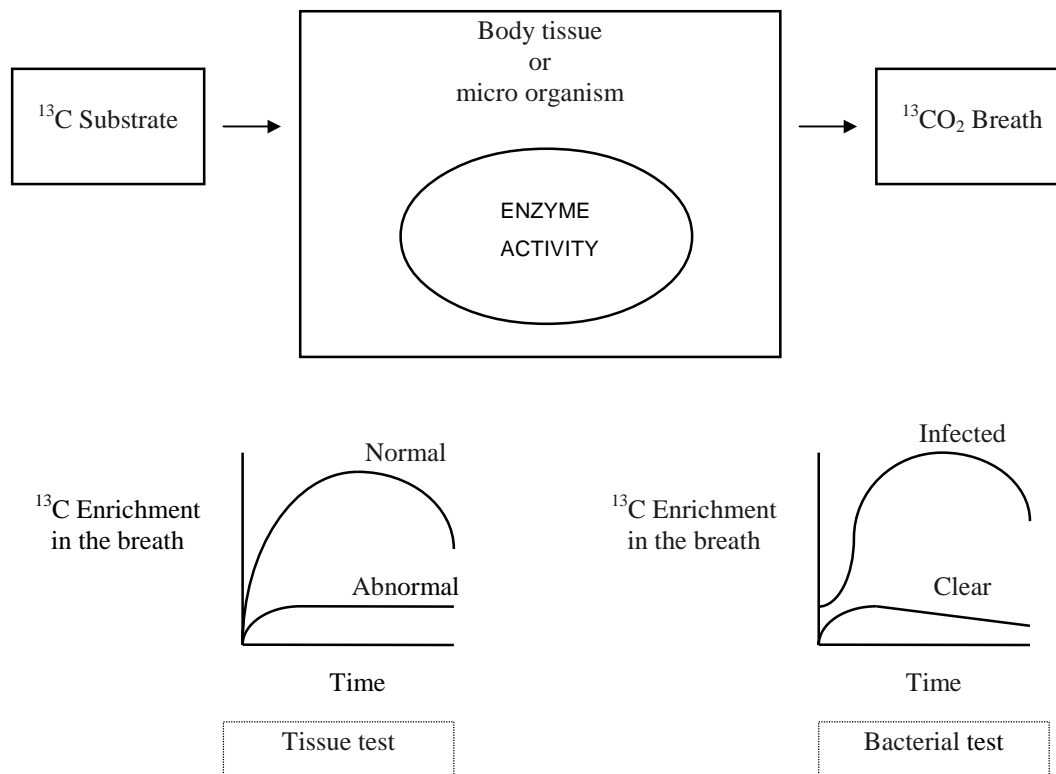 Body tissue
or
micro organism
¹³C Substrate
¹³CO₂ Breath
ENZYME
ACTIVITY
Normal
¹³C Enrichment
in the breath
Abnormal
Time
Tissue test
Infected
¹³C Enrichment
in the breath
Clear
Time
Bacterial test